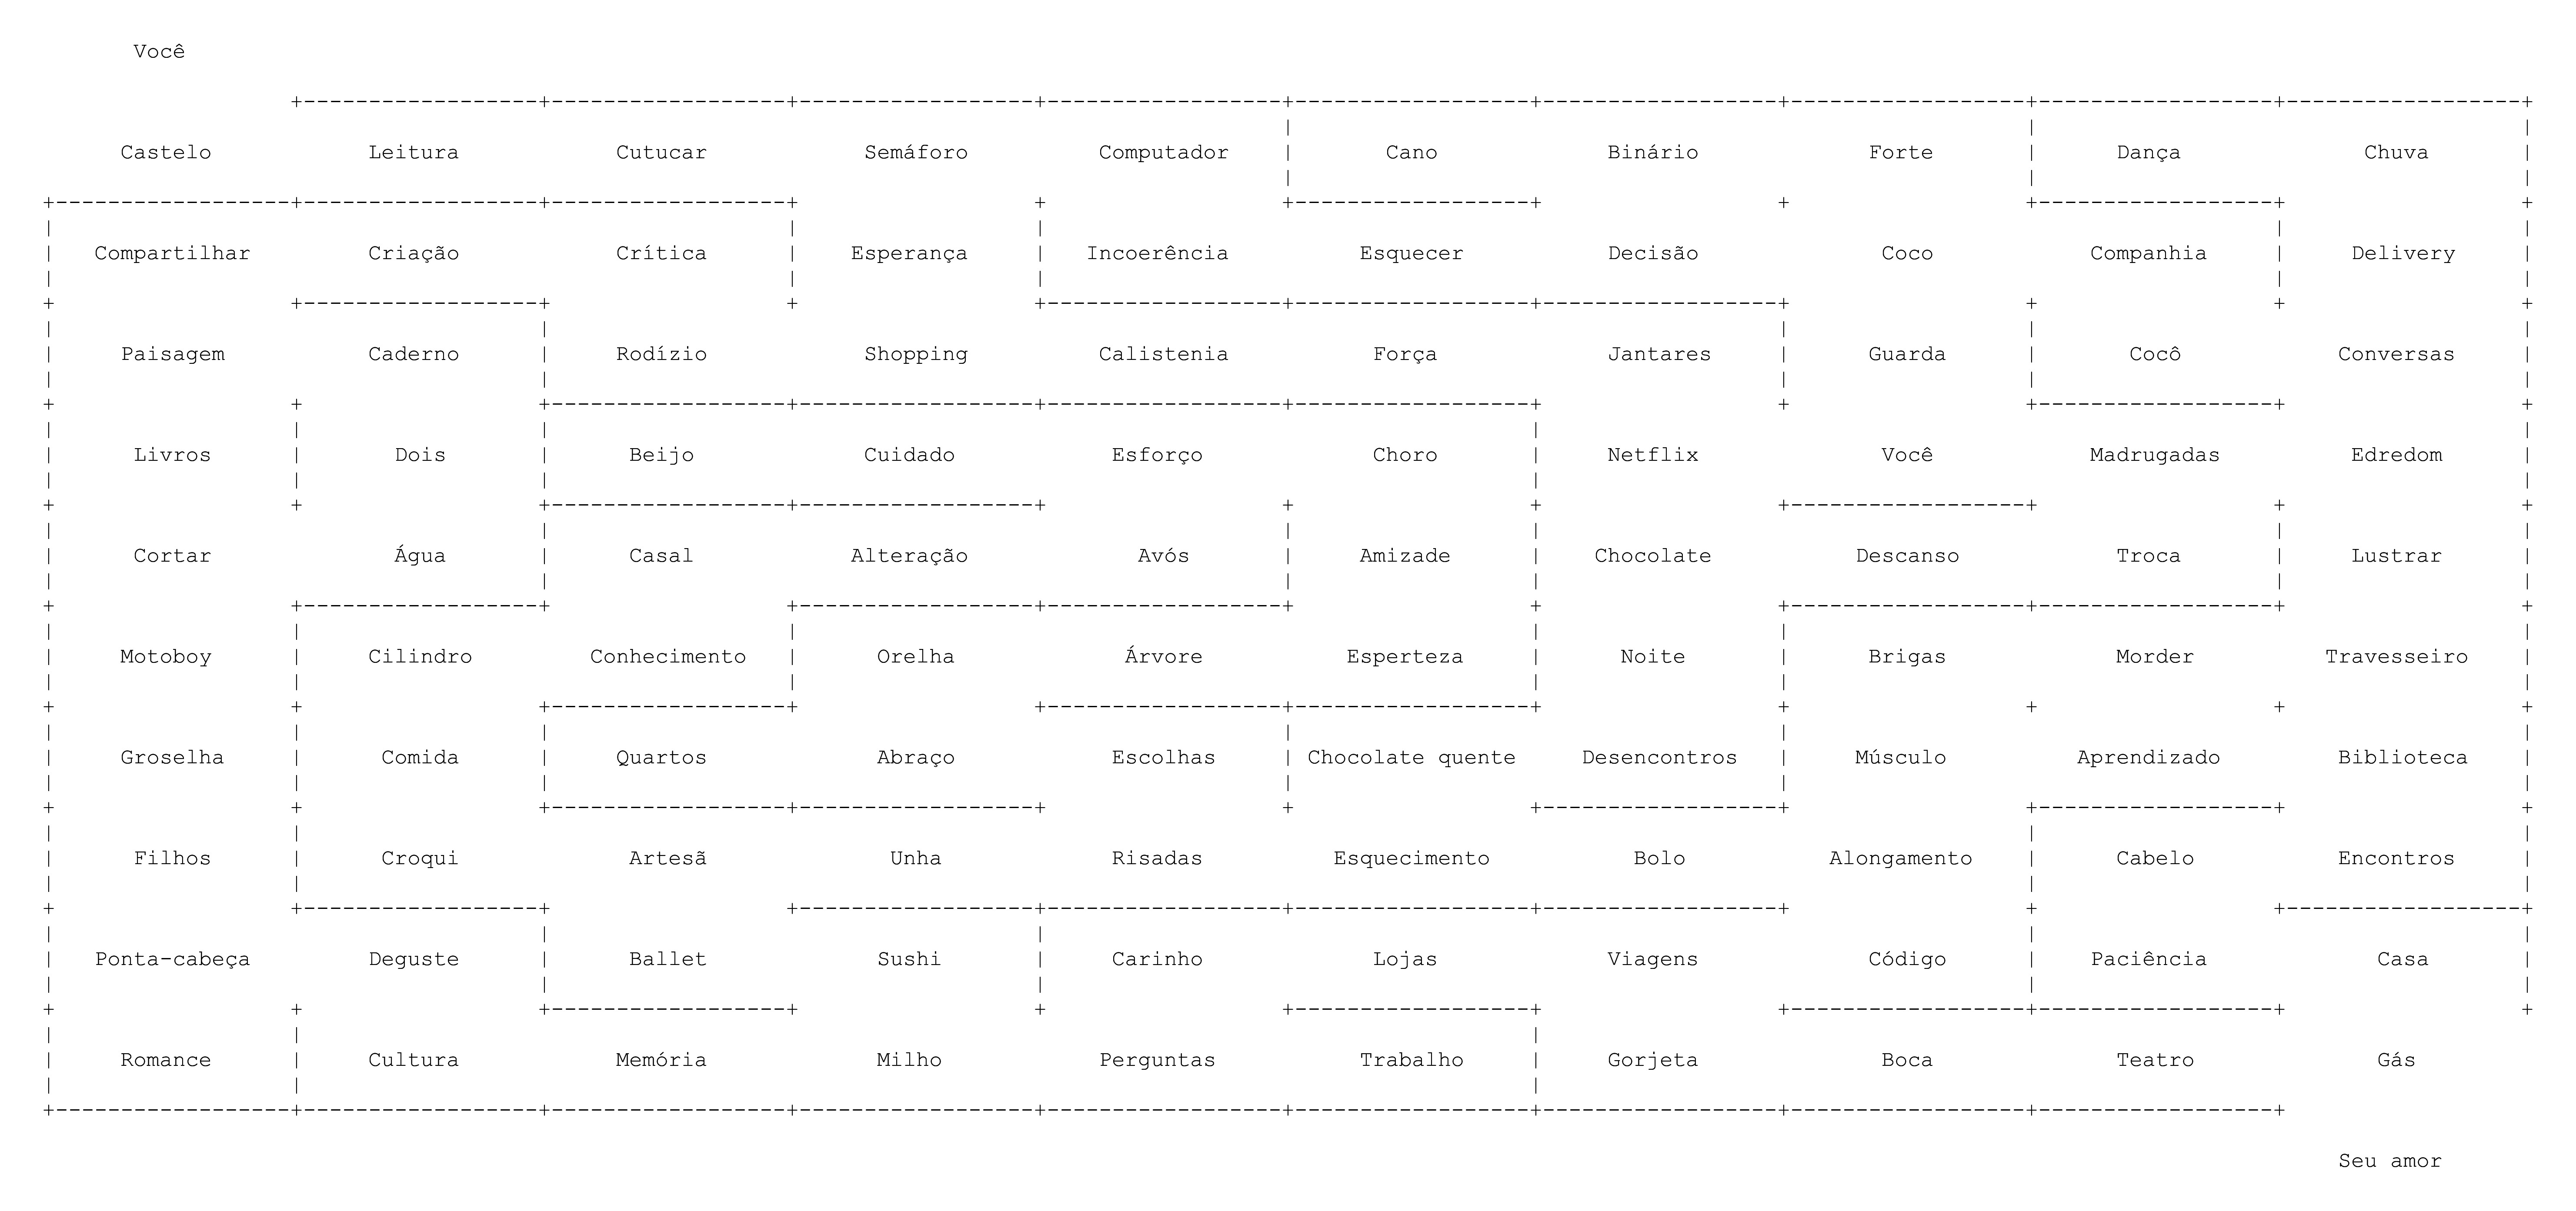 Você
Castelo Leitura Cutucar Semáforo Computador Cano Binário Forte Dança Chuva
Compartilhar Criação Crítica Esperança Incoerência Esquecer Decisão Coco Companhia Delivery
Paisagem Caderno Rodízio Shopping Calistenia Força Jantares Guarda Cocô Conversas
Livros Dois Beijo Cuidado Esforço Choro Netflix Você Madrugadas Edredom
Cortar Água Casal Alteração Avós Amizade Chocolate Descanso Troca Lustrar
Motoboy Cilindro Conhecimento Orelha Árvore Esperteza Noite Brigas Morder Travesseiro
Groselha Comida Quartos Abraço Escolhas Chocolate quente Desencontros Músculo Aprendizado Biblioteca
Filhos Croqui Artesã Unha Risadas Esquecimento Bolo Alongamento Cabelo Encontros
Ponta-cabeça Deguste Ballet Sushi Carinho Lojas Viagens Código Paciência Casa
Romance Cultura Memória Milho Perguntas Trabalho Gorjeta Boca Teatro Gás
Seu amor